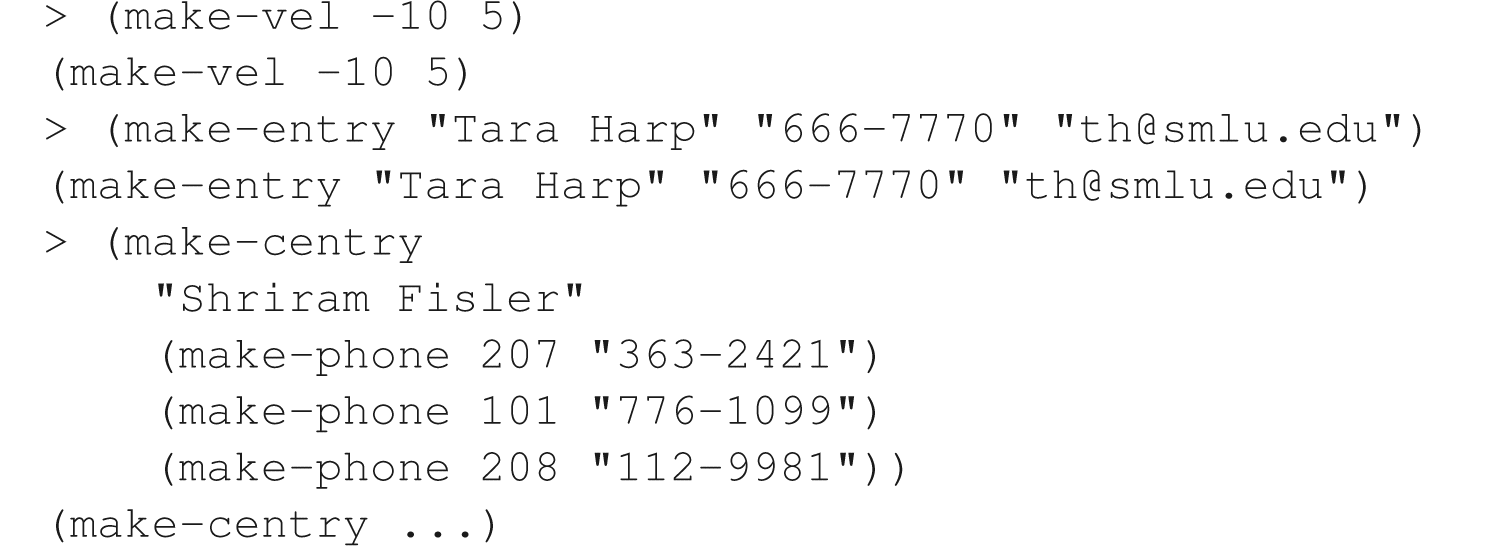 > (make-vel -10 5)
(make-vel -10 5)
> (make-entry "Tara Harp" "666-7770" "th@smlu.edu")
(make-entry "Tara Harp" "666-7770" "th@smlu.edu")
> (make-centry
"Shriram Fisler"
(make-phone 207 "363-2421")
(make-phone 101 "776-1099")
(make-phone 208 "112-9981"))
(make-centry ...)